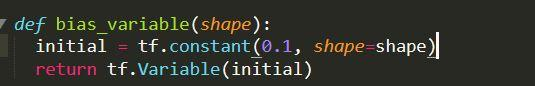 def bias_variable(shape):
initial = tf.constant(0.1, shape=shape)
return tf.Variable(initial)